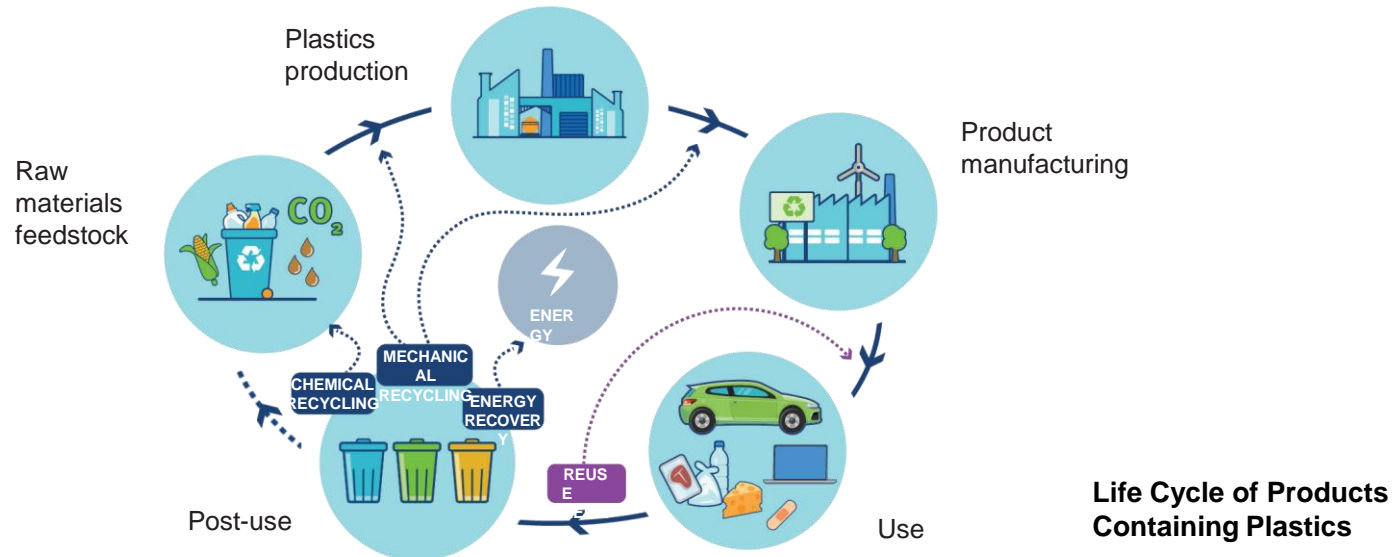 Plastics
production
Product
manufacturing
Raw
materials
feedstock
CO2
ENER
GY
MECHANIC
AL
RECYCLING
CHEMICAL
RECYCLING
ENERGY
RECOVER
Y
REUS
E
Post-use
Use
Life Cycle of Products
Containing Plastics